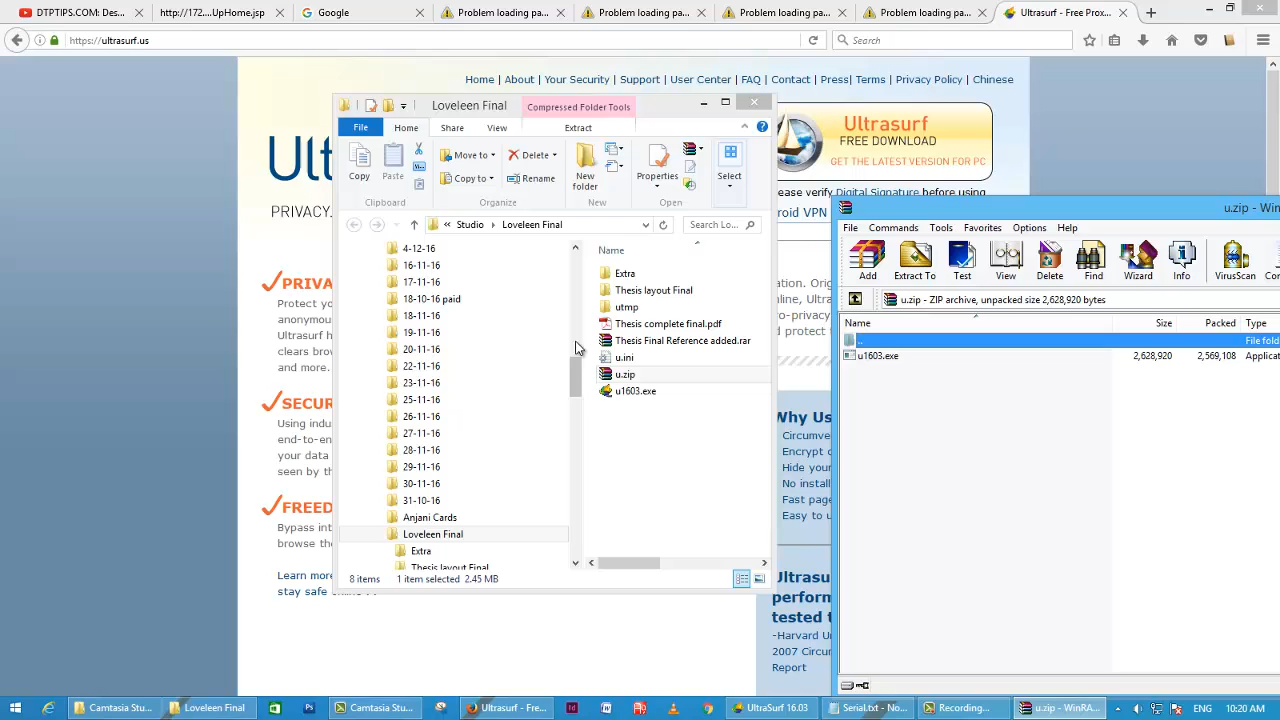 DTPTIPS.COM: Des...
http://172....UpHome.jsp
Google
Problem loading pa...
Problem loading pa...
Problem loading pa...
Problem loading pa...
Ultrasurf - Free Prox...
https://ultrasurf.us
Search
Home | About | Your Security | Support | User Center | FAQ | Contact | Press | Terms | Privacy Policy | Chinese
Ultrasurf
FREE DOWNLOAD
GET THE LATEST VERSION FOR PC
Digital Signature before using
PRIVACY.
Protect yo
anonymou
Ultrasurf h
clears brow
and more.
SECUR
Using indu
end-to-en
your data
seen by th
FREED
Bypass int
browse the
Learn more
stay safe online
Why Us
Circumve
Encrypt c
Hide your
No install
Fast page
Easy to u
Ultrasu
perform
tested t
-Harvard U
2007 Circu
Report
Loveleen Final
Compressed Folder Tools
File
Home
Share
View
Extract
Copy
Paste
Move to
Copy to
Delete
Rename
New
folder
Properties
Select
Clipboard
Organize
New
Open
« Studio Loveleen Final
Search Lo...
4-12-16
16-11-16
17-11-16
18-10-16 paid
18-11-16
19-11-16
20-11-16
22-11-16
23-11-16
25-11-16
26-11-16
27-11-16
28-11-16
29-11-16
30-11-16
31-10-16
Anjani Cards
Loveleen Final
Extra
Thesis layout Final
Name
Extra
Thesis layout Final
utmp
Thesis complete final.pdf
Thesis Final Reference added.rar
u.ini
u.zip
u1603.exe
8 items 1 item selected 2.45 MB
u.zip - Win
File Commands Tools Favorites Options Help
Add
Extract To
Test
View
Delete
Find
Wizard
Info
VirusScan
u.zip - ZIP archive, unpacked size 2,628,920 bytes
Name Size Packed Type
.. File fold
u1603.exe 2,628,920 2,569,108 Applica
Camtasia Stu...
Loveleen Final
Camtasia Stu...
Ultrasurf - Fre...
UltraSurf 16.03
Serial.txt - No...
Recording...
u.zip - WinRA...
ENG
10:20 AM